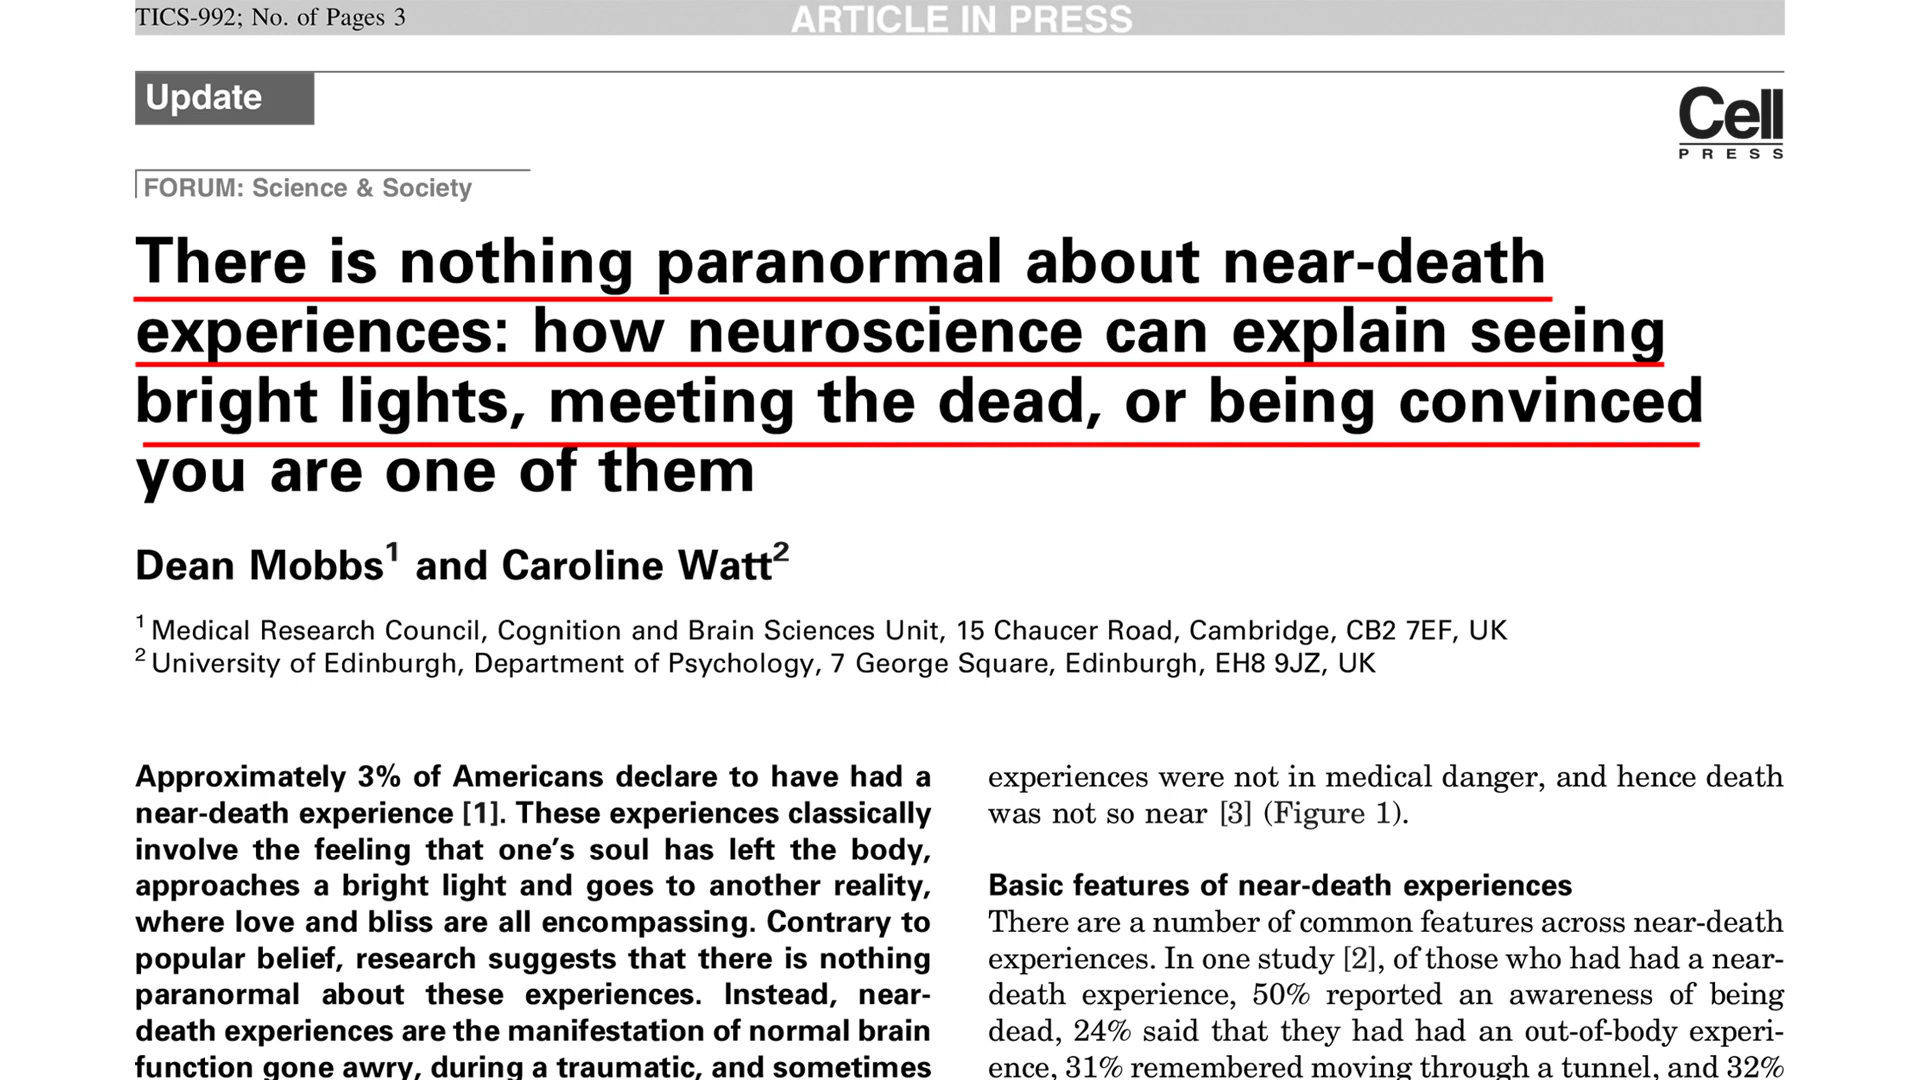 TICS-992; No. of Pages 3
ARTICLE IN PRESS
Update
Cell
PRESS
FORUM: Science & Society
There is nothing paranormal about near-death
experiences: how neuroscience can explain seeing
bright lights, meeting the dead, or being convinced
you are one of them
Dean Mobbs1 and Caroline Watt2
1 Medical Research Council, Cognition and Brain Sciences Unit, 15 Chaucer Road, Cambridge, CB2 7EF, UK
2 University of Edinburgh, Department of Psychology, 7 George Square, Edinburgh, EH8 9JZ, UK
Approximately 3% of Americans declare to have had a
near-death experience [1]. These experiences classically
involve the feeling that one's soul has left the body,
approaches a bright light and goes to another reality,
where love and bliss are all encompassing. Contrary to
popular belief, research suggests that there is nothing
paranormal about these experiences. Instead, near-
death experiences are the manifestation of normal brain
function gone awry, during a traumatic, and sometimes
experiences were not in medical danger, and hence death
was not so near [3] (Figure 1).
Basic features of near-death experiences
There are a number of common features across near-death
experiences. In one study [2], of those who had had a near-
death experience, 50% reported an awareness of being
dead, 24% said that they had had an out-of-body experi-
ence, 31% remembered moving through a tunnel, and 32%